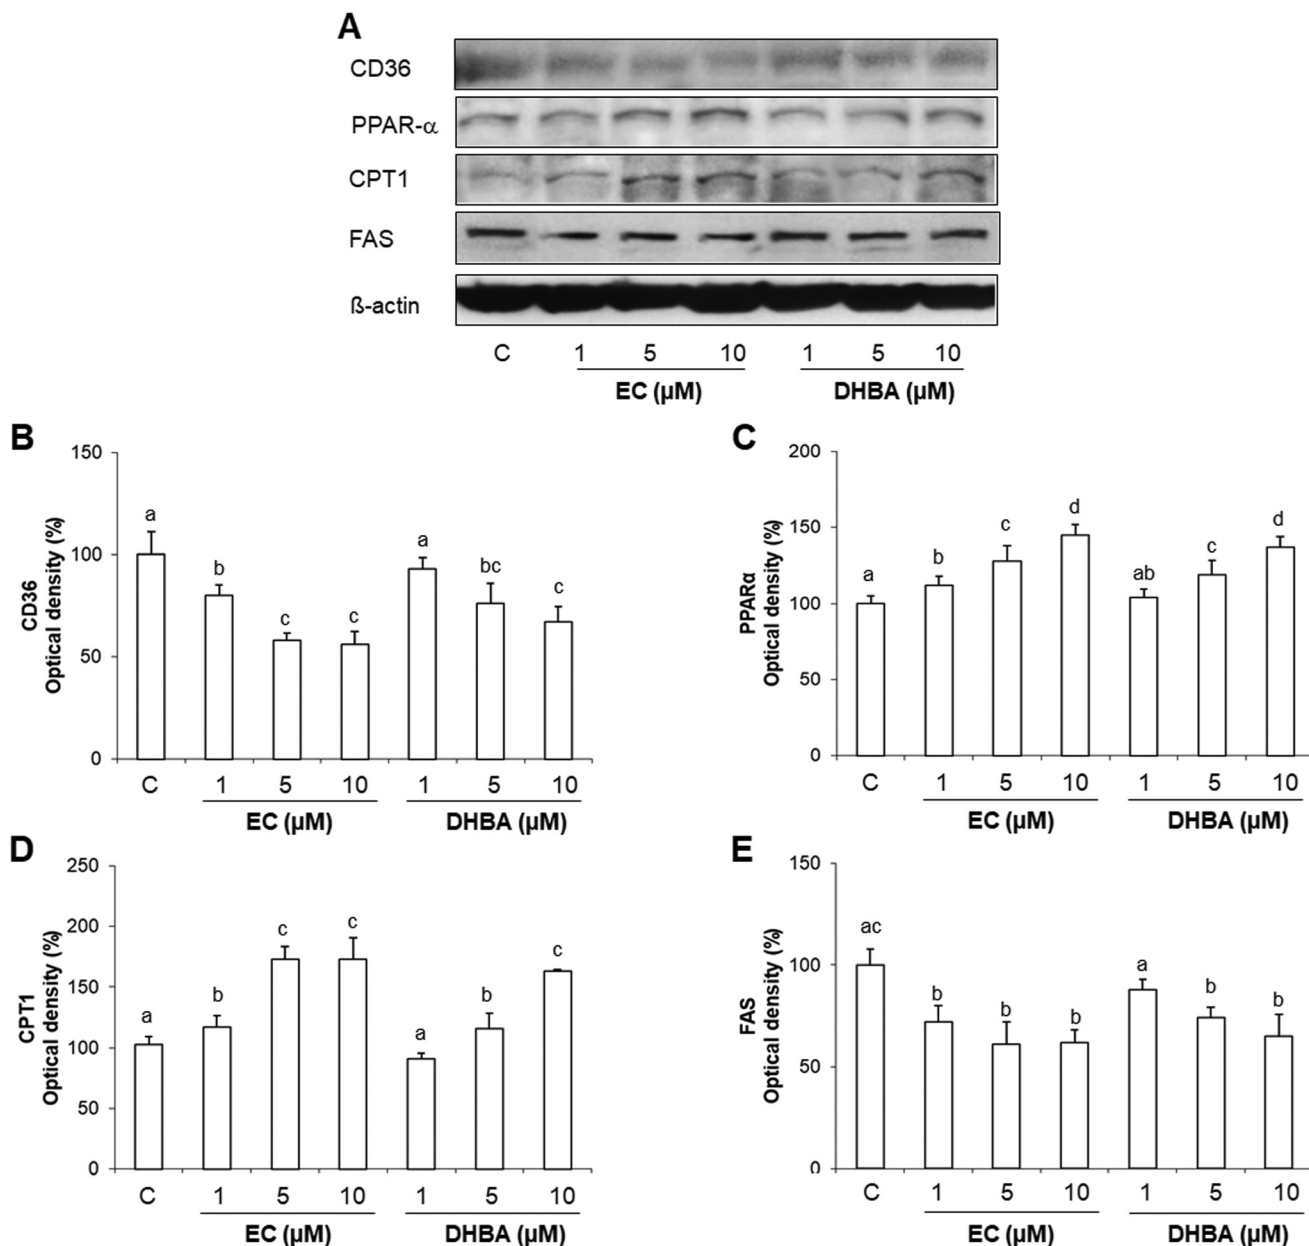 A
CD36
PPAR-α
CPT1
FAS
ß-actin
C 1 5 10 1 5 10
EC (µM) DHBA (µM)
B
CD36
Optical density (%)
150
100
50
0
a b c c a bc c
C 1 5 10 1 5 10
EC (µM) DHBA (µM)
C
PPARα
Optical density (%)
200
150
100
50
0
a b c d ab c d
C 1 5 10 1 5 10
EC (µM) DHBA (µM)
D
CPT1
Optical density (%)
250
200
150
100
50
0
a b c c a b c
C 1 5 10 1 5 10
EC (µM) DHBA (µM)
E
FAS
Optical density (%)
150
100
50
0
ac b b b a b b
C 1 5 10 1 5 10
EC (µM) DHBA (µM)